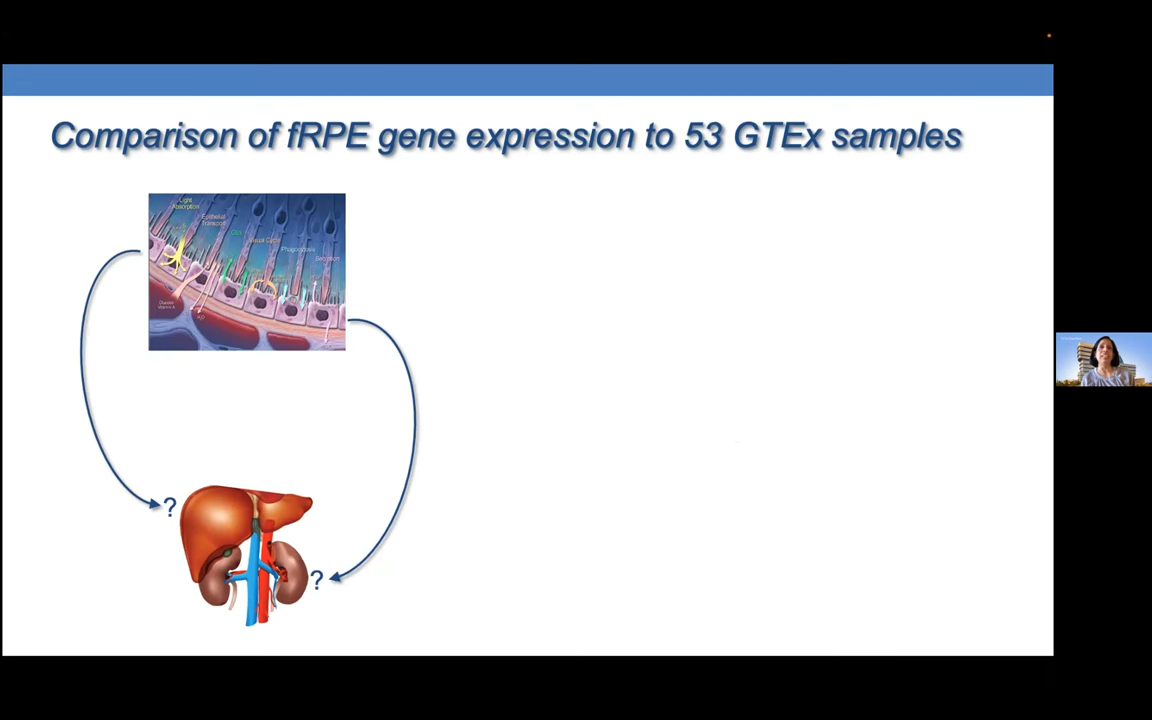 Comparison of fRPE gene expression to 53 GTEx samples
Light
Absorption
Epithelial
Transport
Visual Cycle
Phagocytosis
Secretion
?
?